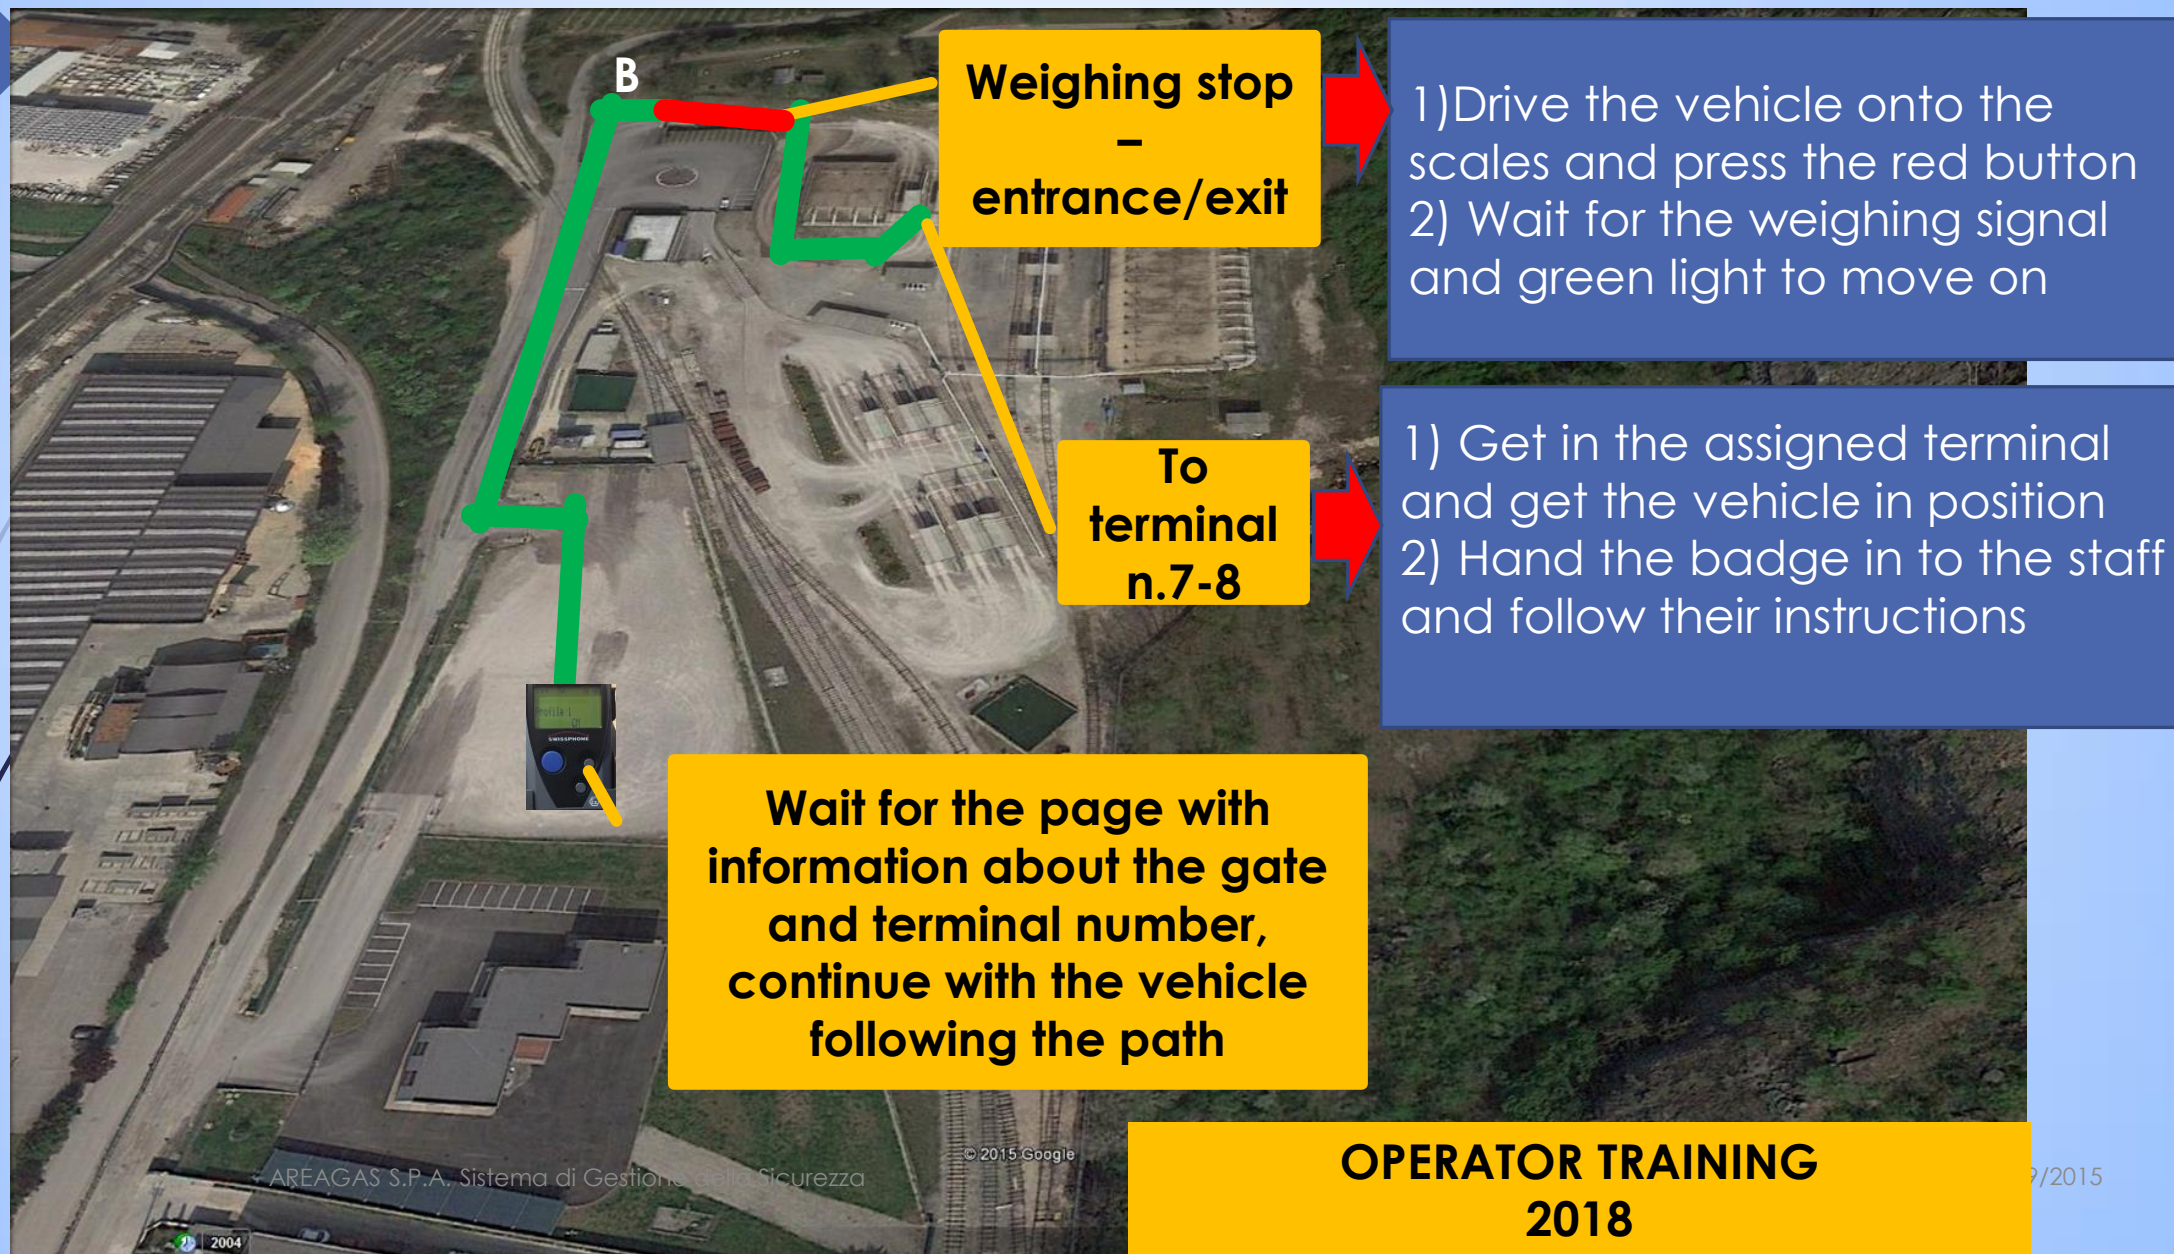 B
Weighing stop
–
entrance/exit
1)Drive the vehicle onto the
scales and press the red button
2) Wait for the weighing signal
and green light to move on
To
terminal
n.7-8
1) Get in the assigned terminal
and get the vehicle in position
2) Hand the badge in to the staff
and follow their instructions
Profile 1
SWISSPHONE
Wait for the page with
information about the gate
and terminal number,
continue with the vehicle
following the path
© 2015 Google
AREAGAS S.P.A. Sistema di Gestione della Sicurezza
OPERATOR TRAINING
2018
9/2015
2004